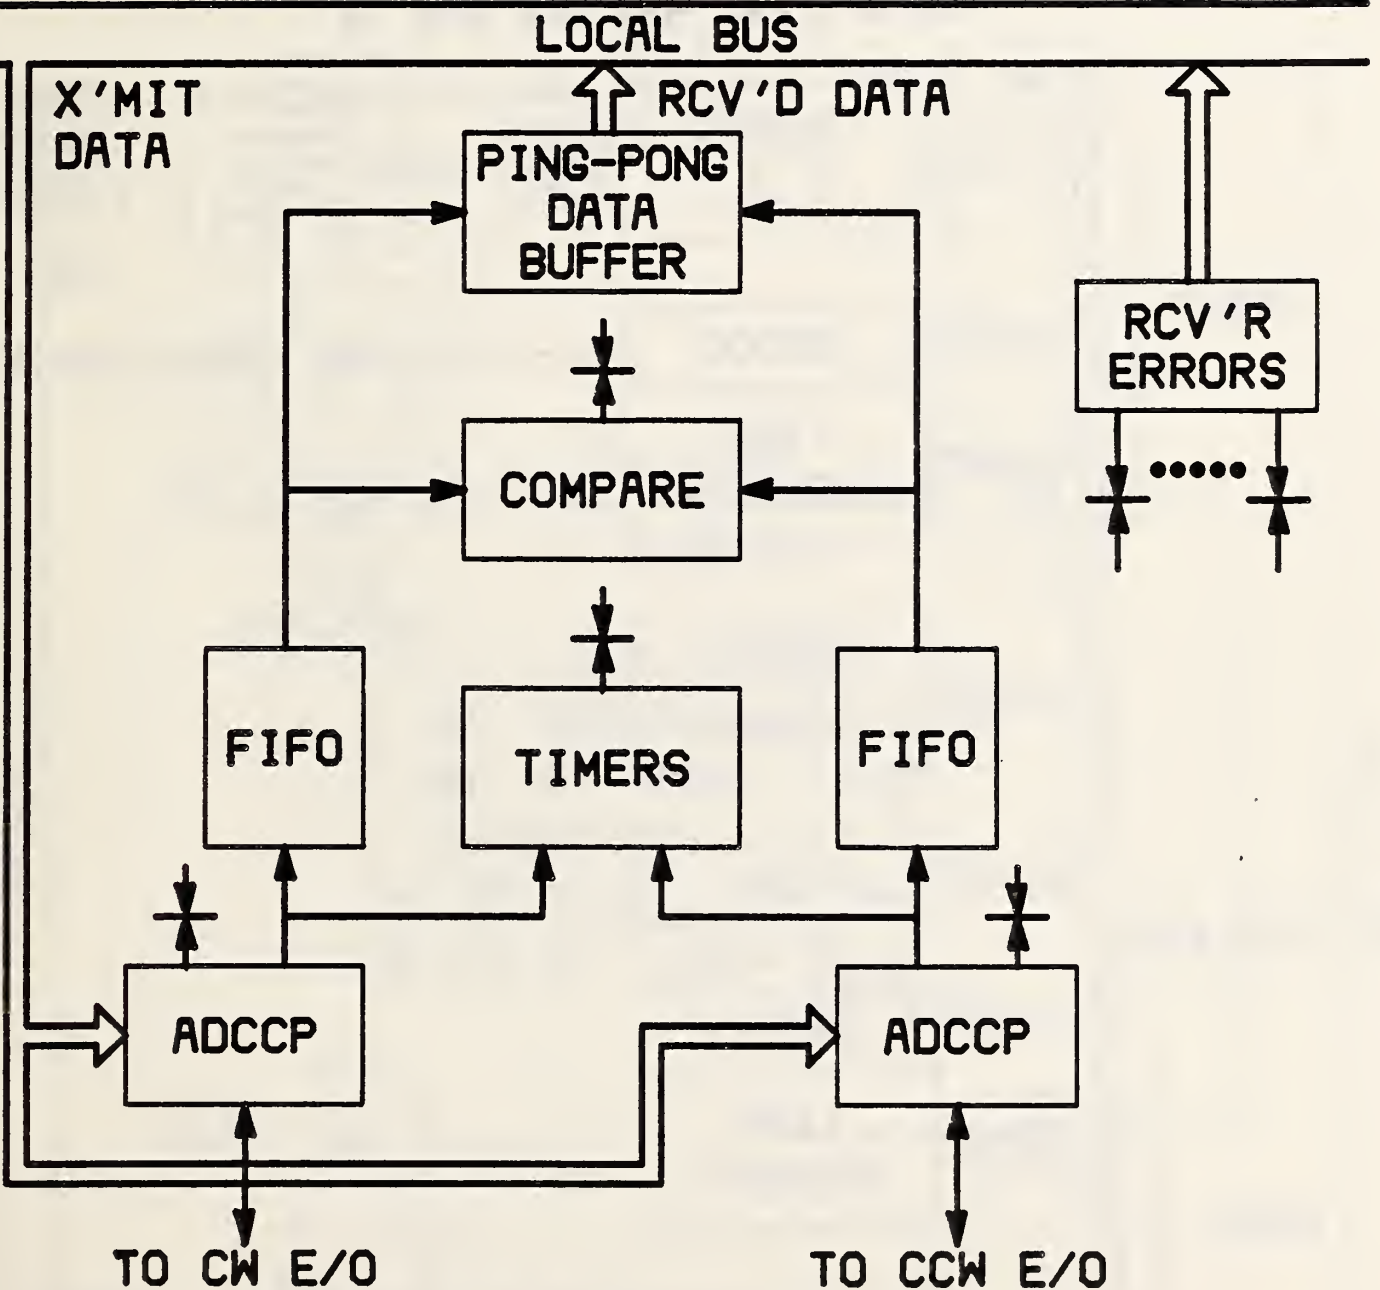 LOCAL BUS
X'MIT
DATA
RCV'D DATA
PING-PONG
DATA
BUFFER
RCV'R
ERRORS
COMPARE
FIFO
TIMERS
FIFO
ADCCP
ADCCP
TO CW E/O
TO CCW E/O